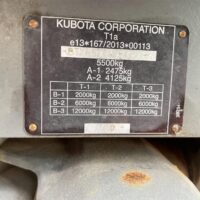 KUBOTA CORPORATION
T1a
e13*167/2013*00113
5500kg
A-1 2475kg
A-2 4125kg
T-1 T-2 T-3
B-1 2000kg 2000kg 2000kg
B-2 6000kg 6000kg 6000kg
B-3 12000kg 12000kg 12000kg